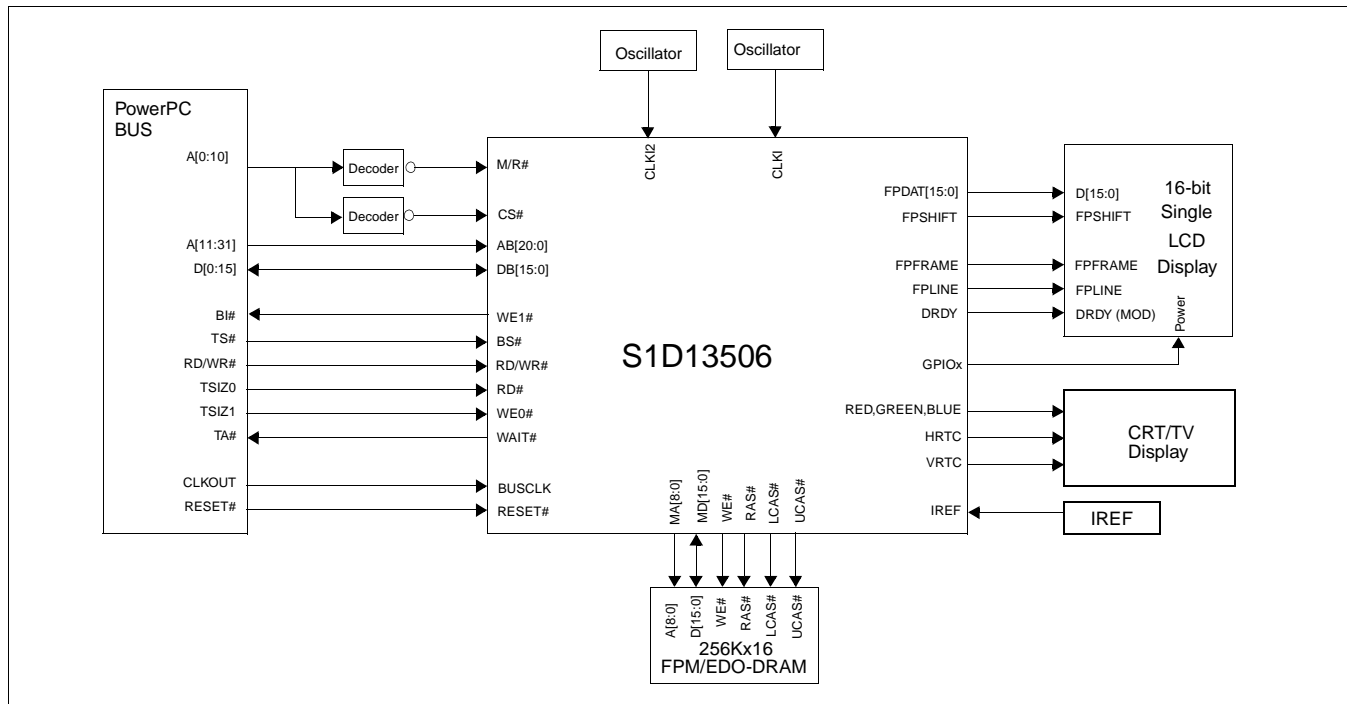 Oscillator
Oscillator
PowerPC
BUS
A[0:10]
Decoder
M/R#
Decoder
CS#
A[11:31]
AB[20:0]
D[0:15]
DB[15:0]
BI#
WE1#
TS#
BS#
RD/WR#
RD/WR#
TSIZ0
RD#
TSIZ1
WE0#
TA#
WAIT#
CLKOUT
BUSCLK
RESET#
RESET#
CLKI2
CLKI
S1D13506
FPDAT[15:0]
D[15:0]
FPSHIFT
FPSHIFT
FPFRAME
FPFRAME
FPLINE
FPLINE
DRDY
DRDY (MOD)
16-bit
Single
LCD
Display
Power
GPIOx
RED,GREEN,BLUE
HRTC
VRTC
CRT/TV
Display
IREF
IREF
MA[8:0]
MD[15:0]
WE#
RAS#
LCAS#
UCAS#
A[8:0]
D[15:0]
WE#
RAS#
LCAS#
UCAS#
256Kx16
FPM/EDO-DRAM